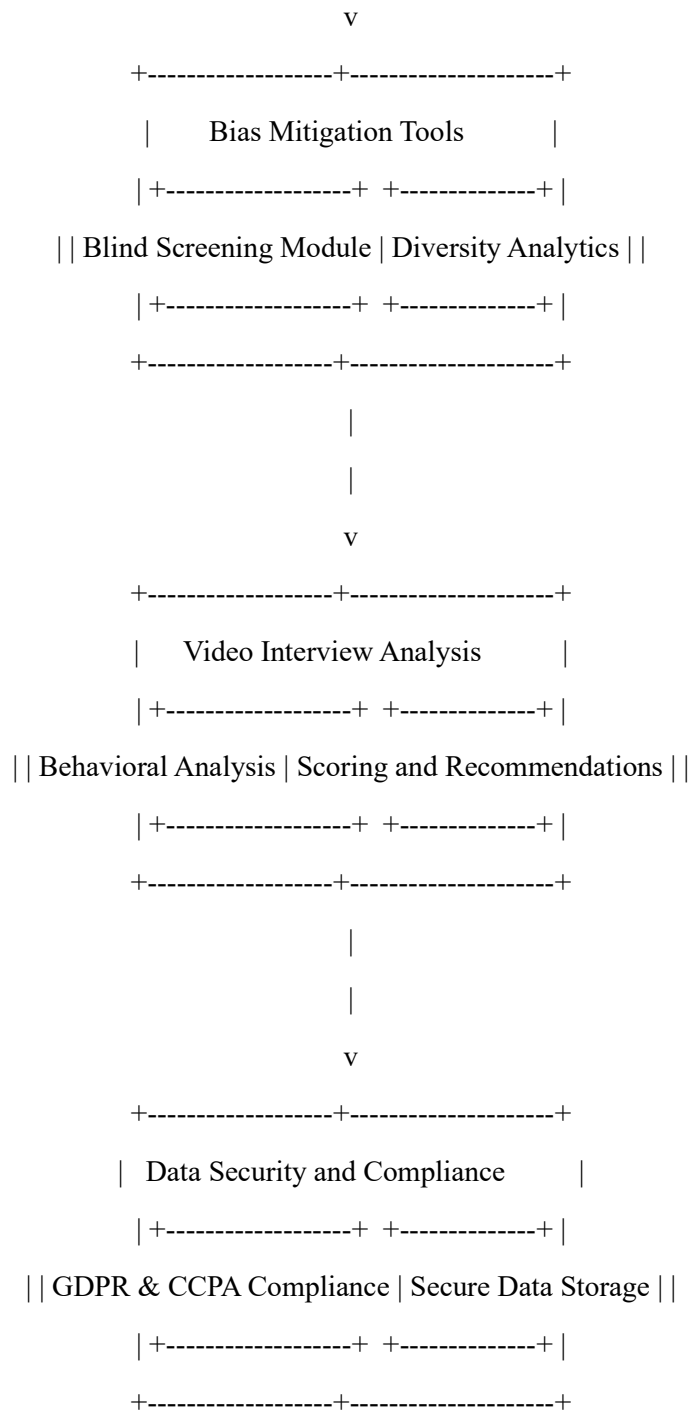 v
+-------------------+---------------------+
| Bias Mitigation Tools |
| +-------------------+ +--------------+ |
| | Blind Screening Module | Diversity Analytics | |
| +-------------------+ +--------------+ |
+-------------------+---------------------+
|
|
v
+-------------------+---------------------+
| Video Interview Analysis |
| +-------------------+ +--------------+ |
| | Behavioral Analysis | Scoring and Recommendations | |
| +-------------------+ +--------------+ |
+-------------------+---------------------+
|
|
v
+-------------------+---------------------+
| Data Security and Compliance |
| +-------------------+ +--------------+ |
| | GDPR & CCPA Compliance | Secure Data Storage | |
| +-------------------+ +--------------+ |
+-------------------+---------------------+